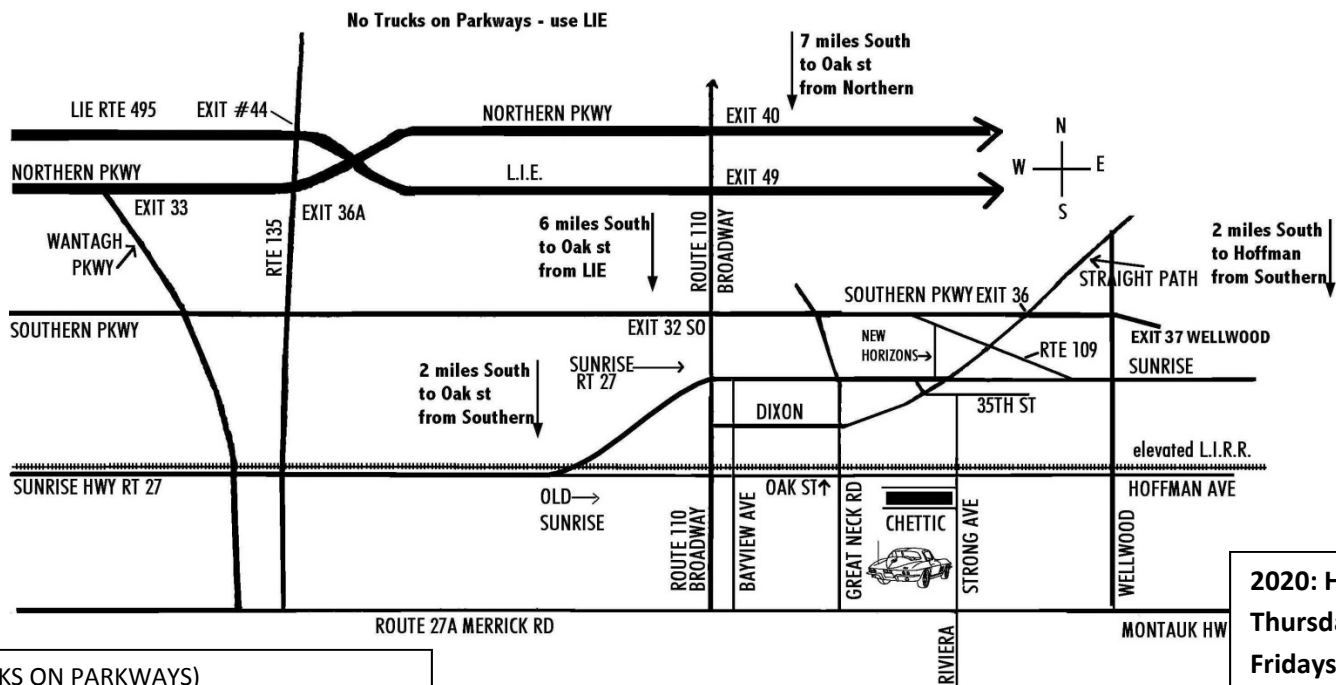 No Trucks on Parkways - use LIE
7 miles South
to Oak st
from Northern
LIE RTE 495
EXIT #44
NORTHERN PKWY
EXIT 40
N
W
E
S
NORTHERN PKWY
L.I.E.
EXIT 49
EXIT 33
EXIT 36A
WANTAGH
PKWY
RTE 135
6 miles South
to Oak st
from LIE
ROUTE 110
BROADWAY
2 miles South
to Hoffman
from Southern
STRAIGHT PATH
SOUTHERN PKWY
EXIT 36
SOUTHERN PKWY
EXIT 32 SO
EXIT 37 WELLWOOD
NEW
HORIZONS
RTE 109
SUNRISE
RT 27
SUNRISE
2 miles South
to Oak st
from Southern
35TH ST
DIXON
elevated L.I.R.R.
SUNRISE HWY RT 27
OLD
SUNRISE
OAK ST
HOFFMAN AVE
ROUTE 110
BROADWAY
BAYVIEW AVE
GREAT NECK RD
CHETTIC
STRONG AVE
WELLWOOD
ROUTE 27A MERRICK RD
MONTAUK HW
RIVIERA
2020: H
Thursda
Fridays
KS ON PARKWAYS)